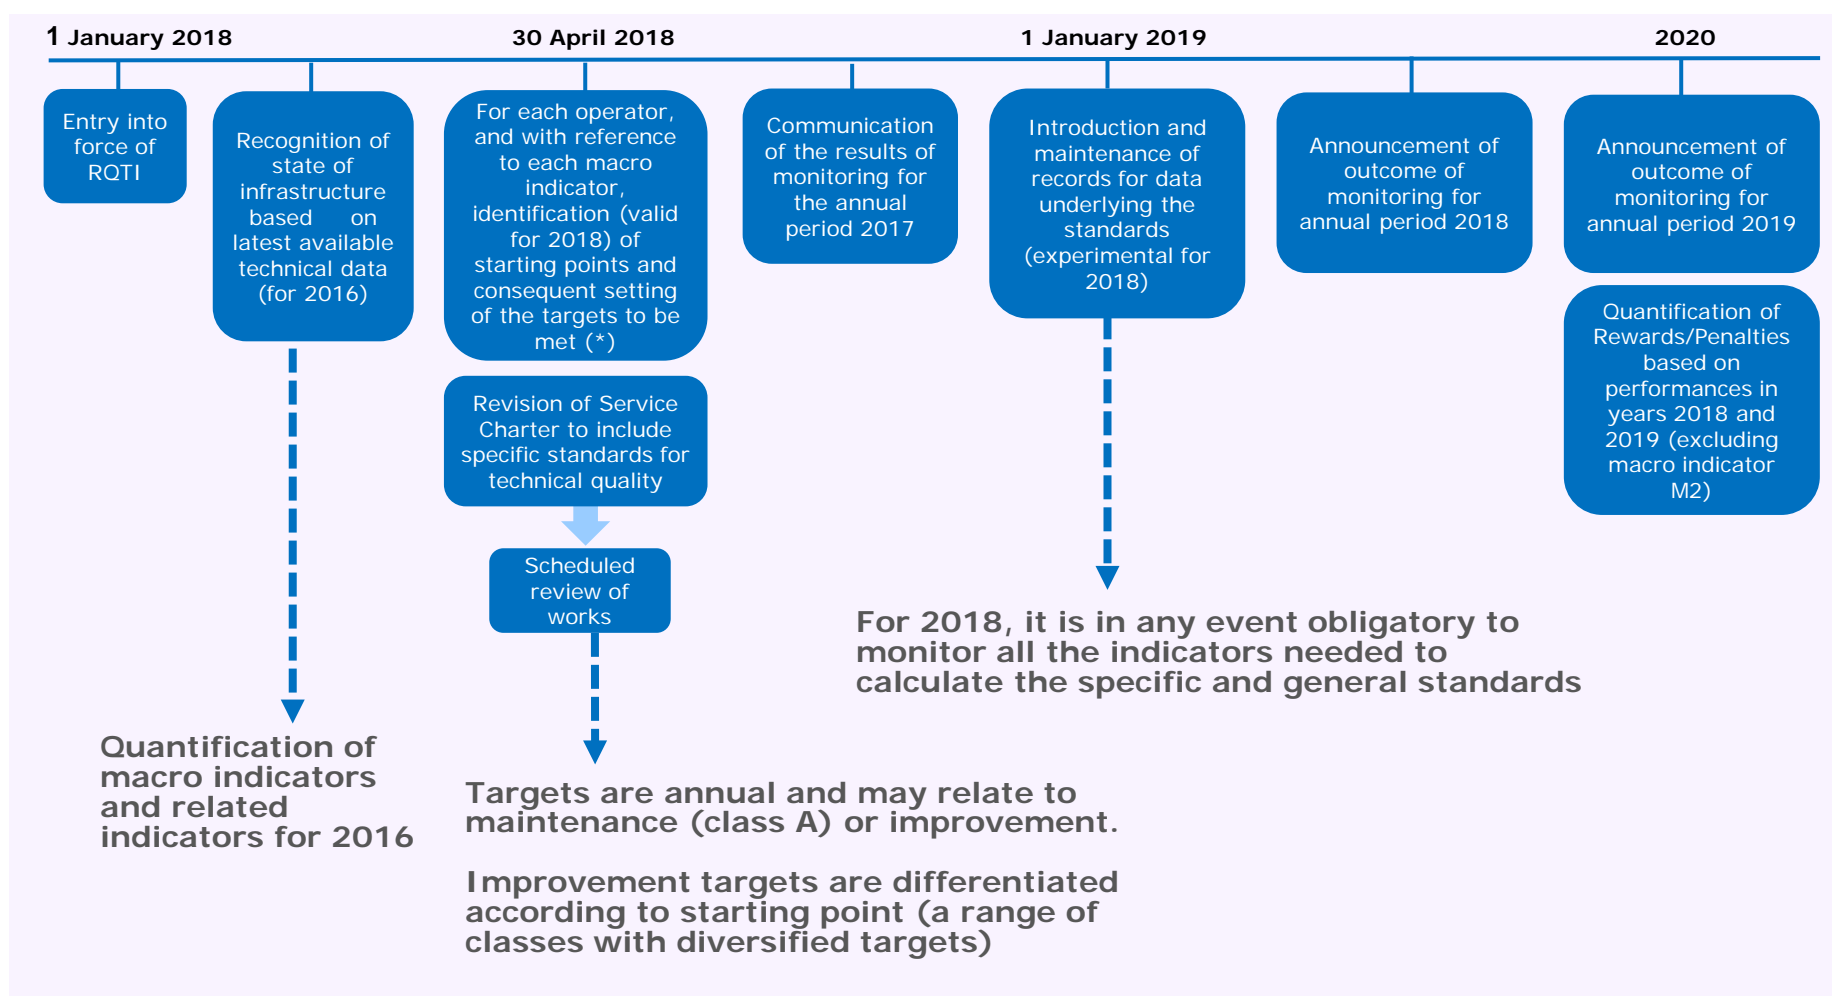 1 January 2018
30 April 2018
1 January 2019
2020
Entry into
force of
RQTI
Recognition of
state of
infrastructure
based on
latest available
technical data
(for 2016)
For each operator,
and with reference
to each macro
indicator,
identification (valid
for 2018) of
starting points and
consequent setting
of the targets to be
met (*)
Communication
of the results of
monitoring for
the annual
period 2017
Introduction and
maintenance of
records for data
underlying the
standards
(experimental for
2018)
Announcement of
outcome of
monitoring for
annual period 2018
Announcement of
outcome of
monitoring for
annual period 2019
Revision of Service
Charter to include
specific standards for
technical quality
Scheduled
review of
works
Quantification of
Rewards/Penalties
based on
performances in
years 2018 and
2019 (excluding
macro indicator
M2)
For 2018, it is in any event obligatory to
monitor all the indicators needed to
calculate the specific and general standards
Quantification of
macro indicators
and related
indicators for 2016
Targets are annual and may relate to
maintenance (class A) or improvement.
Improvement targets are differentiated
according to starting point (a range of
classes with diversified targets)